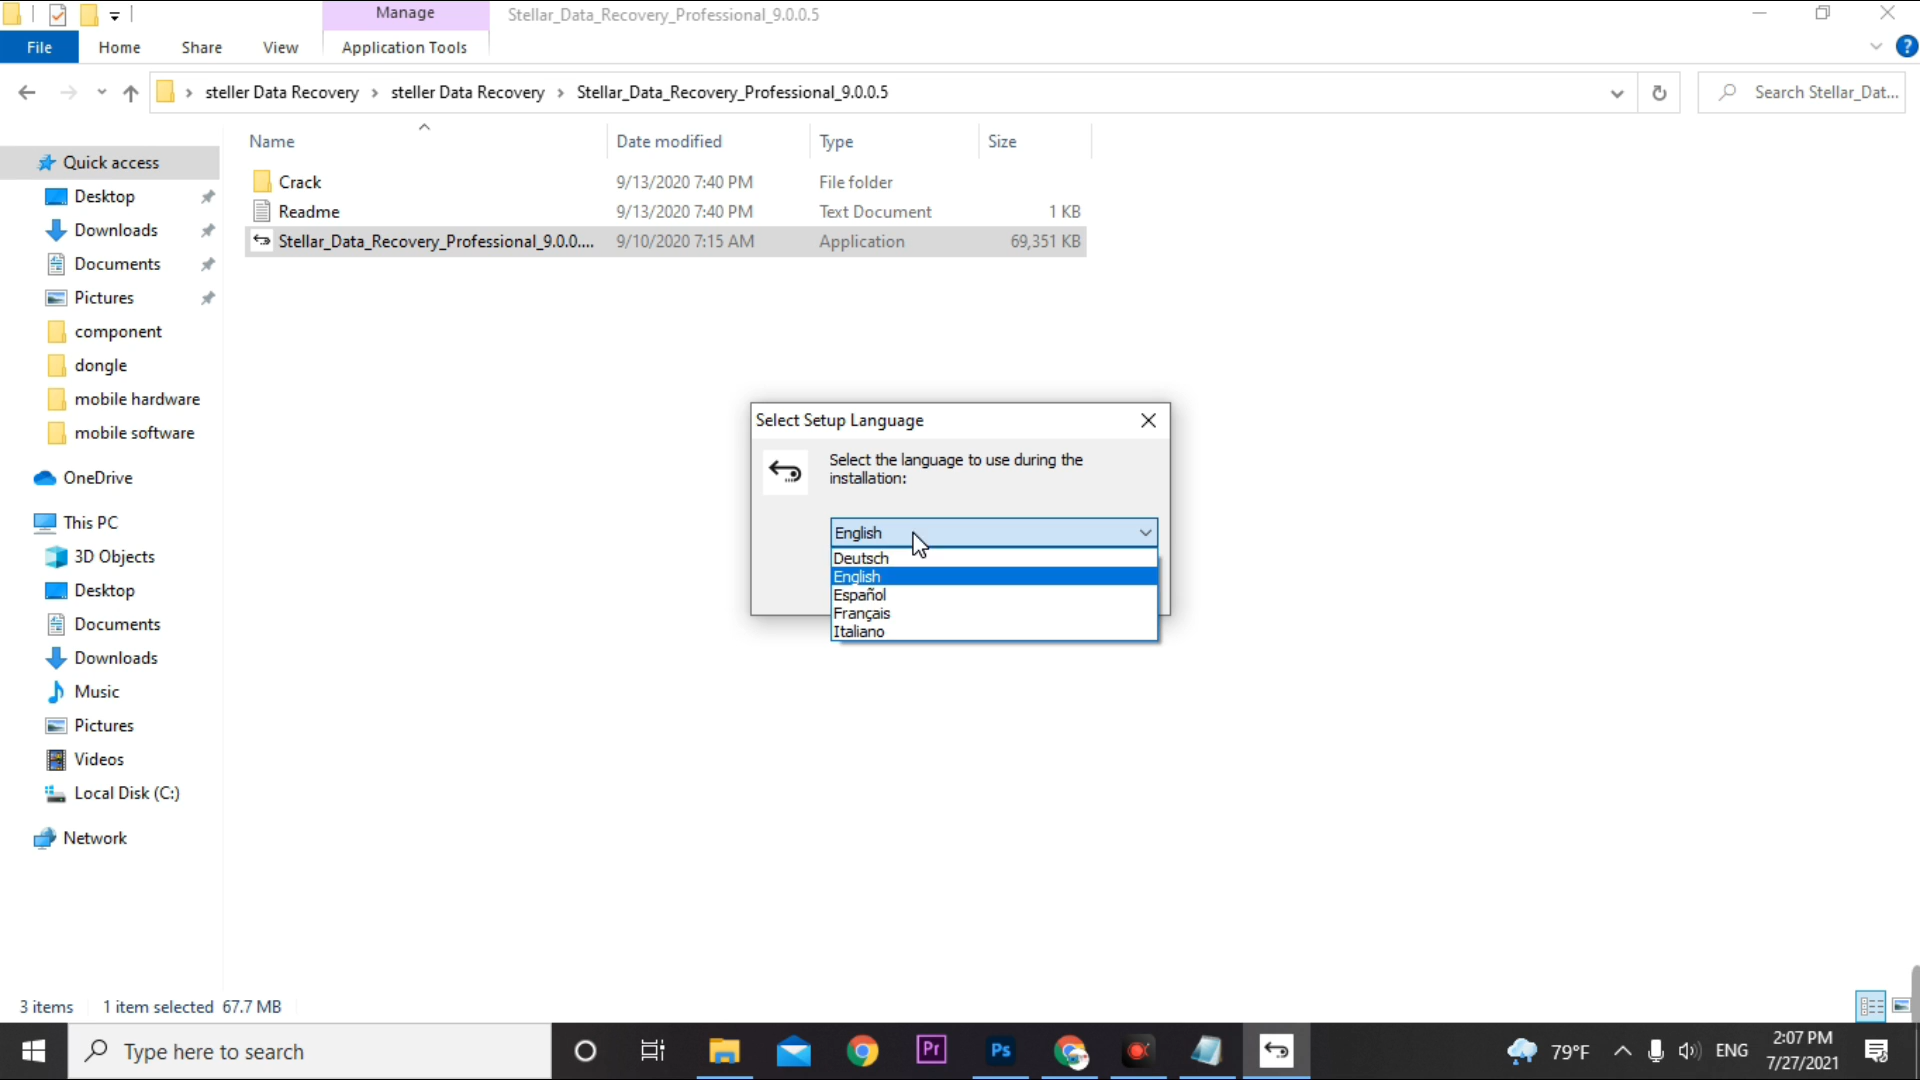 Manage
Stellar_Data_Recovery_Professional_9.0.0.5
File
Home
Share
View
Application Tools
steller Data Recovery
steller Data Recovery
Stellar_Data_Recovery_Professional_9.0.0.5
Search Stellar_Dat...
Name
Date modified
Type
Size
Crack
9/13/2020 7:40 PM
File folder
Readme
9/13/2020 7:40 PM
Text Document
1 KB
Stellar_Data_Recovery_Professional_9.0.0....
9/10/2020 7:15 AM
Application
69,351 KB
Quick access
Desktop
Downloads
Documents
Pictures
component
dongle
mobile hardware
mobile software
OneDrive
This PC
3D Objects
Desktop
Documents
Downloads
Music
Pictures
Videos
Local Disk (C:)
Network
Select Setup Language
Select the language to use during the
installation:
English
Deutsch
English
Español
Français
Italiano
3 items
1 item selected 67.7 MB
Type here to search
Pr
Ps
79°F
ENG
2:07 PM
7/27/2021